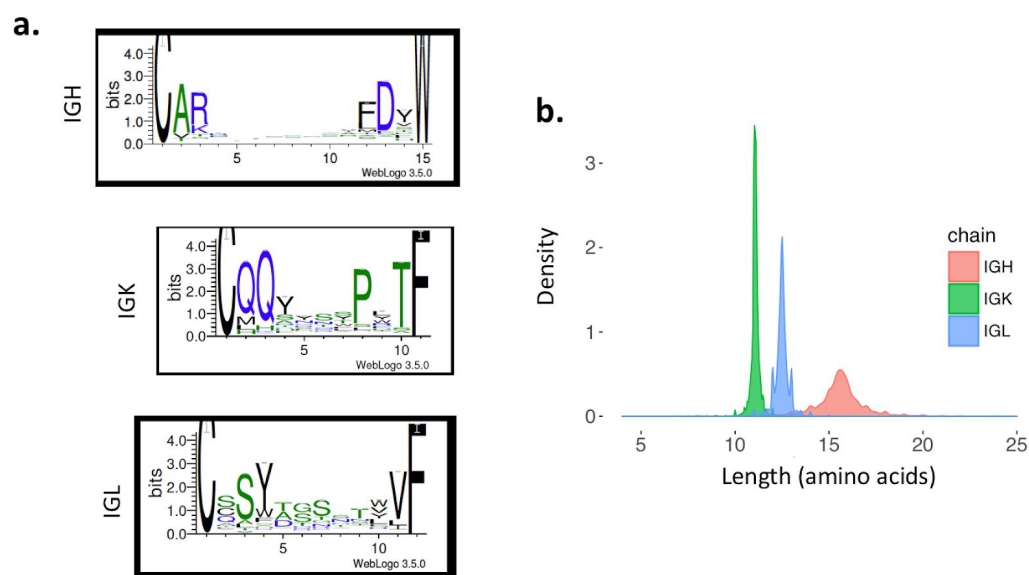 a.
IGH
bits
4.0
3.0
2.0
1.0
0.0
C A R F D Y W
5 10 15
WebLogo 3.5.0
IGK
bits
4.0
3.0
2.0
1.0
0.0
C Q Q Y P T F
5 10
WebLogo 3.5.0
IGL
bits
4.0
3.0
2.0
1.0
0.0
C S Y T G S T V F
5 10
WebLogo 3.5.0
b.
Density
3
2
1
0
5 10 15 20 25
Length (amino acids)
chain
IGH
IGK
IGL